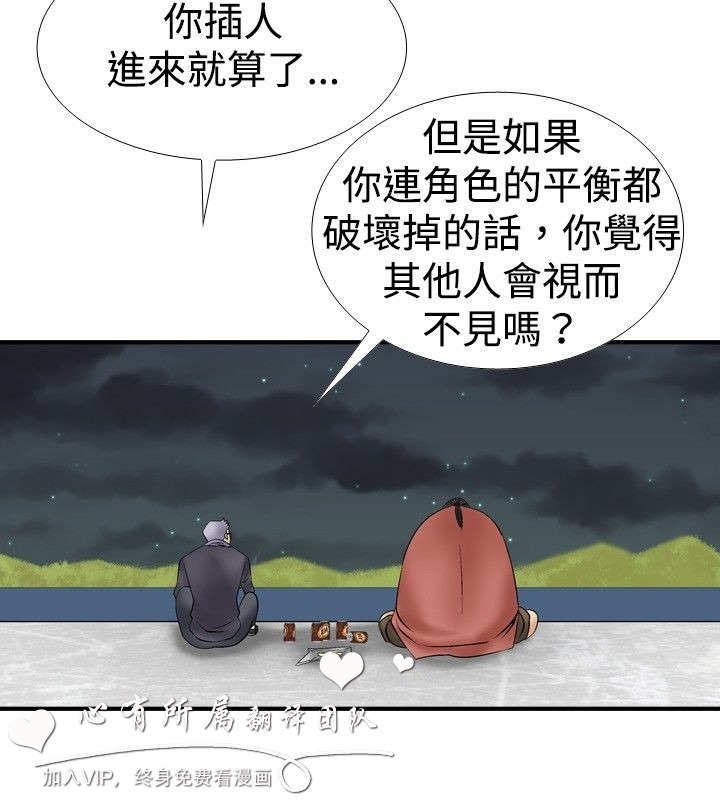 你插人
進來就算了…
但是如果
你連角色的平衡都
破壞掉的話，你覺得
其他人會視而
不見嗎？
心有所属翻译团队
加入VIP，终身免费看漫画